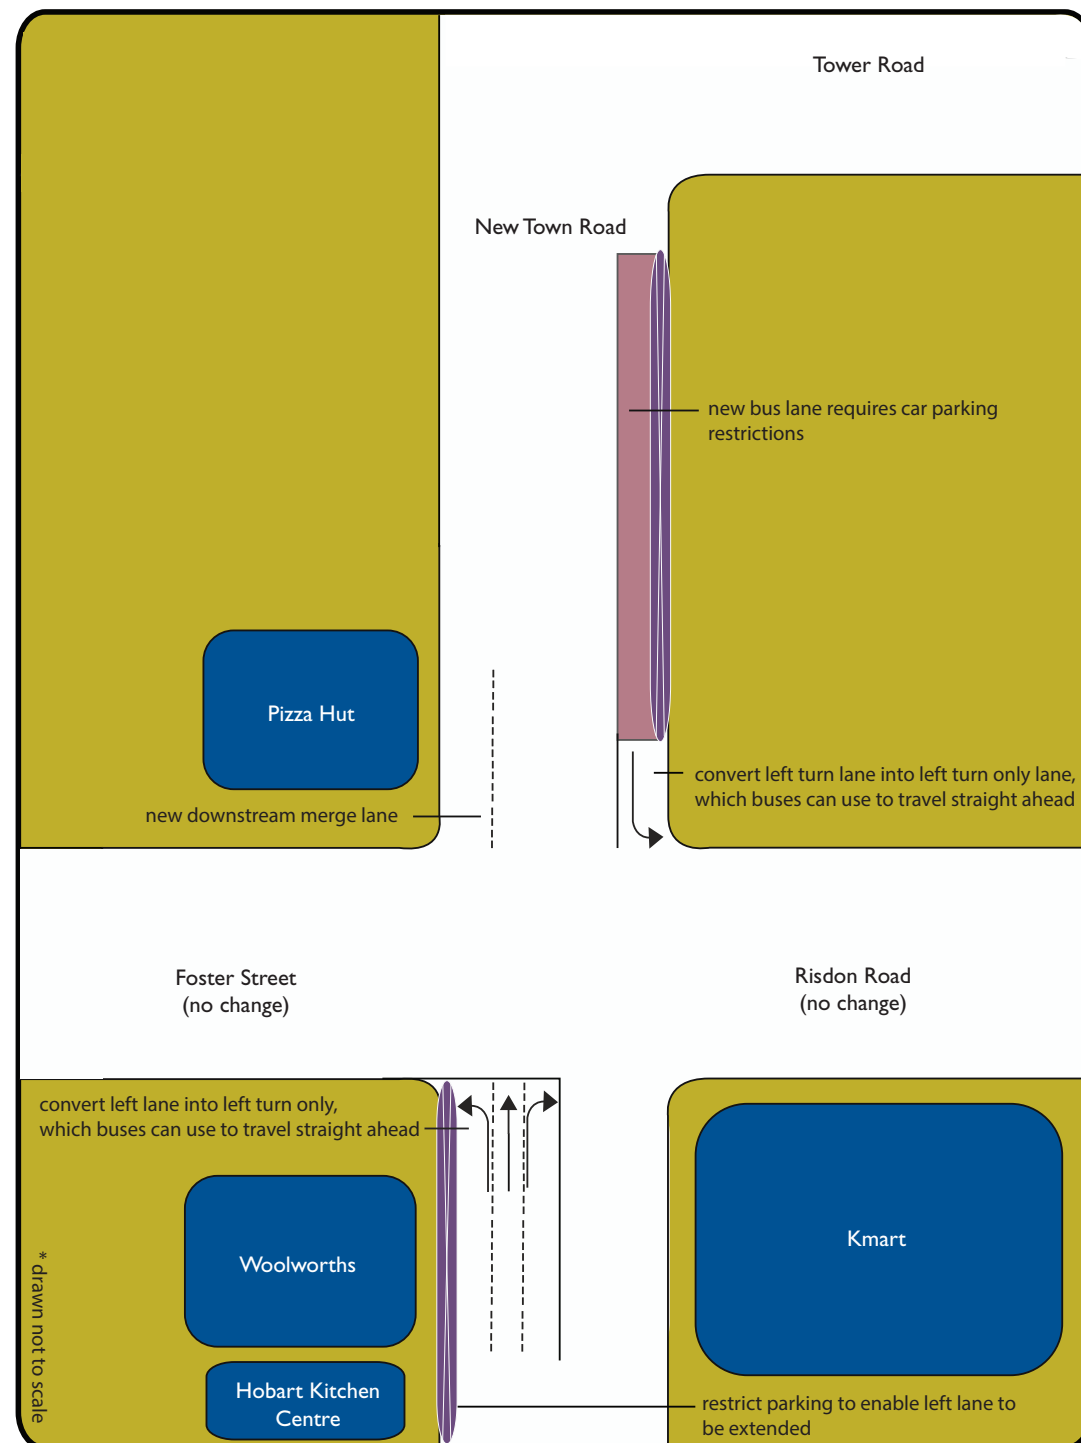 Tower Road
New Town Road
new bus lane requires car parking
restrictions
Pizza Hut
convert left turn lane into left turn only lane,
which buses can use to travel straight ahead
new downstream merge lane
Foster Street
(no change)
Risdon Road
(no change)
convert left lane into left turn only,
which buses can use to travel straight ahead
Woolworths
Kmart
* drawn not to scale
Hobart Kitchen
Centre
restrict parking to enable left lane to
be extended